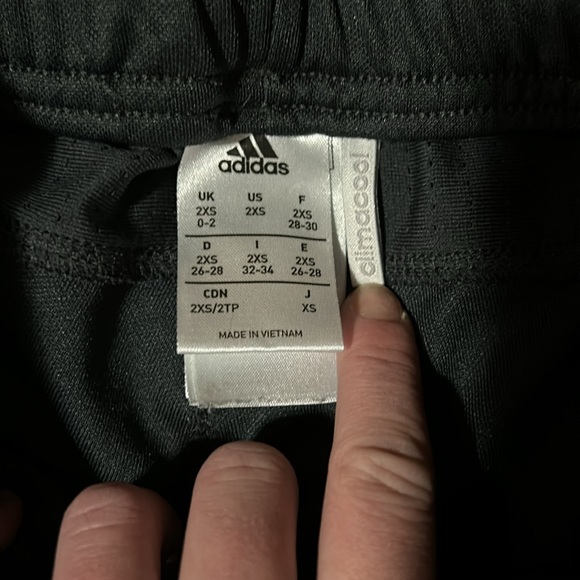 adidas
UK US F
2XS 2XS 2XS
0-2 28-30
D I E
2XS 2XS 2XS
26-28 32-34 26-28
CDN J
2XS/2TP XS
MADE IN VIETNAM
climacool